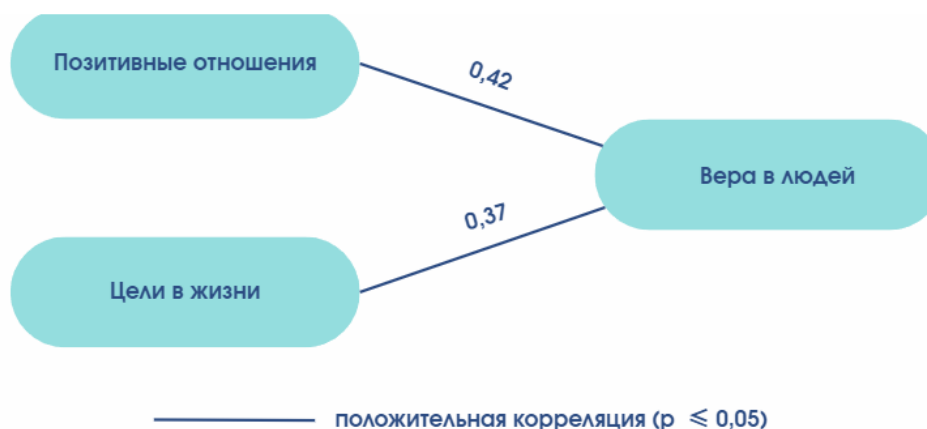 Позитивные отношения
0,42
Вера в людей
0,37
Цели в жизни
положительная корреляция (p ≤ 0,05)